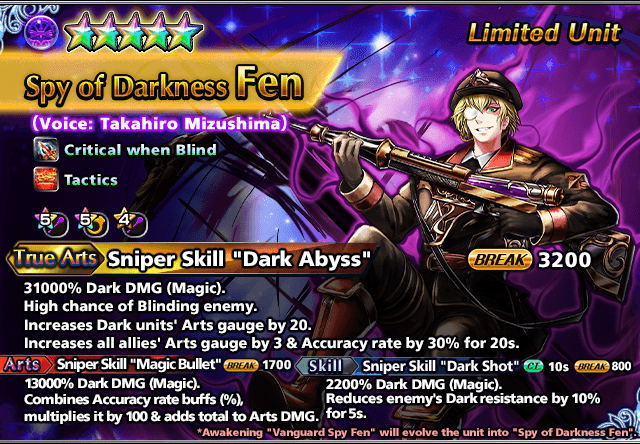 Limited Unit
Spy of Darkness Fen
(Voice: Takahiro Mizushima)
Critical when Blind
Tactics
5 5 4
True Arts Sniper Skill "Dark Abyss" BREAK 3200
31000% Dark DMG (Magic).
High chance of Blinding enemy.
Increases Dark units' Arts gauge by 20.
Increases all allies' Arts gauge by 3 & Accuracy rate by 30% for 20s.
Arts Sniper Skill "Magic Bullet" BREAK 1700
13000% Dark DMG (Magic).
Combines Accuracy rate buffs (%),
multiplies it by 100 & adds total to Arts DMG.
Skill Sniper Skill "Dark Shot" CT 10s BREAK 800
2200% Dark DMG (Magic).
Reduces enemy's Dark resistance by 10%
for 5s.
*Awakening "Vanguard Spy Fen" will evolve the unit into "Spy of Darkness Fen".